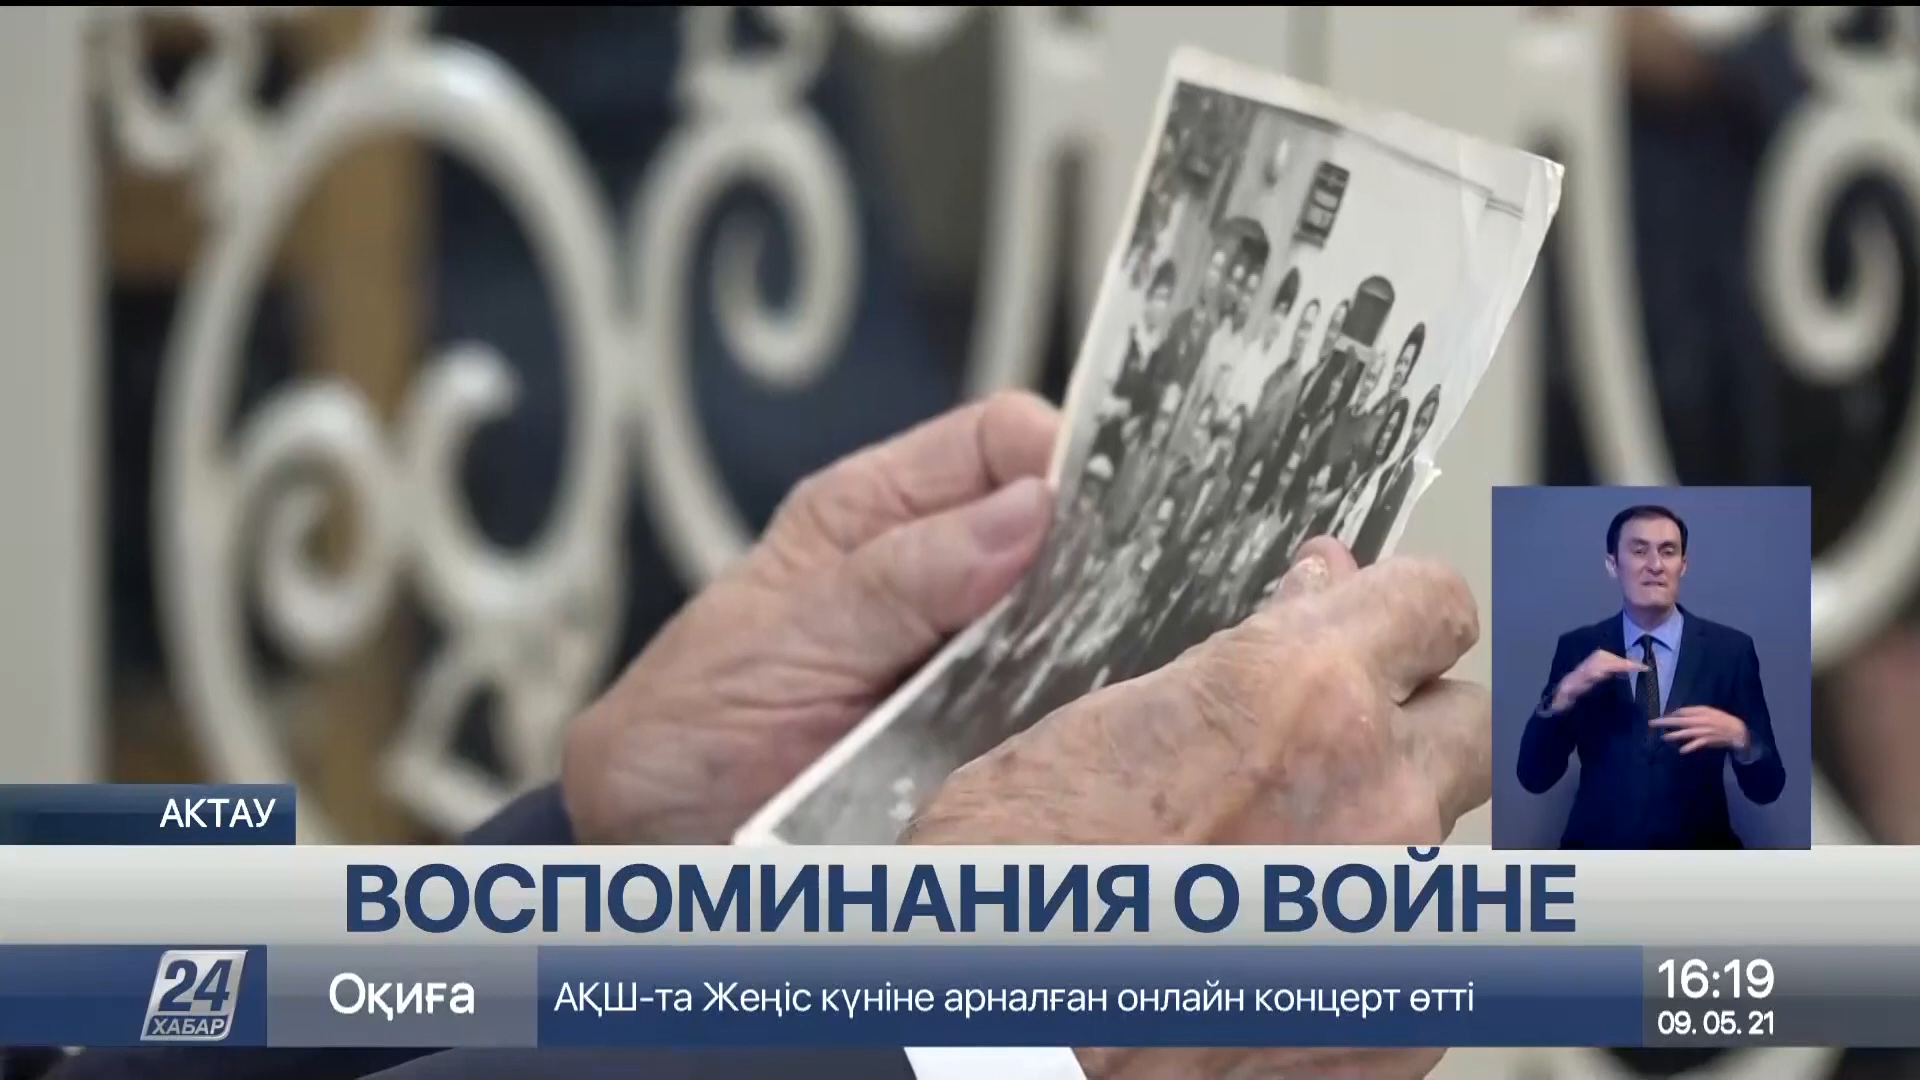 АКТАУ
ВОСПОМИНАНИЯ О ВОЙНЕ
24
ХАБАР
Оқиға
АҚШ-та Жеңіс күніне арналған онлайн концерт өтті
16:19
09. 05. 21